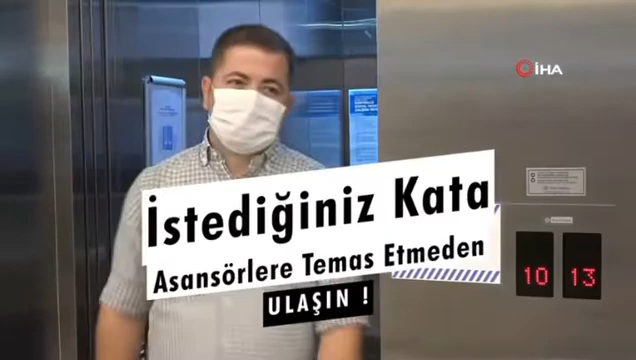 İHA
İstediğiniz Kata
Asansörlere Temas Etmeden
ULAŞIN !
10 13